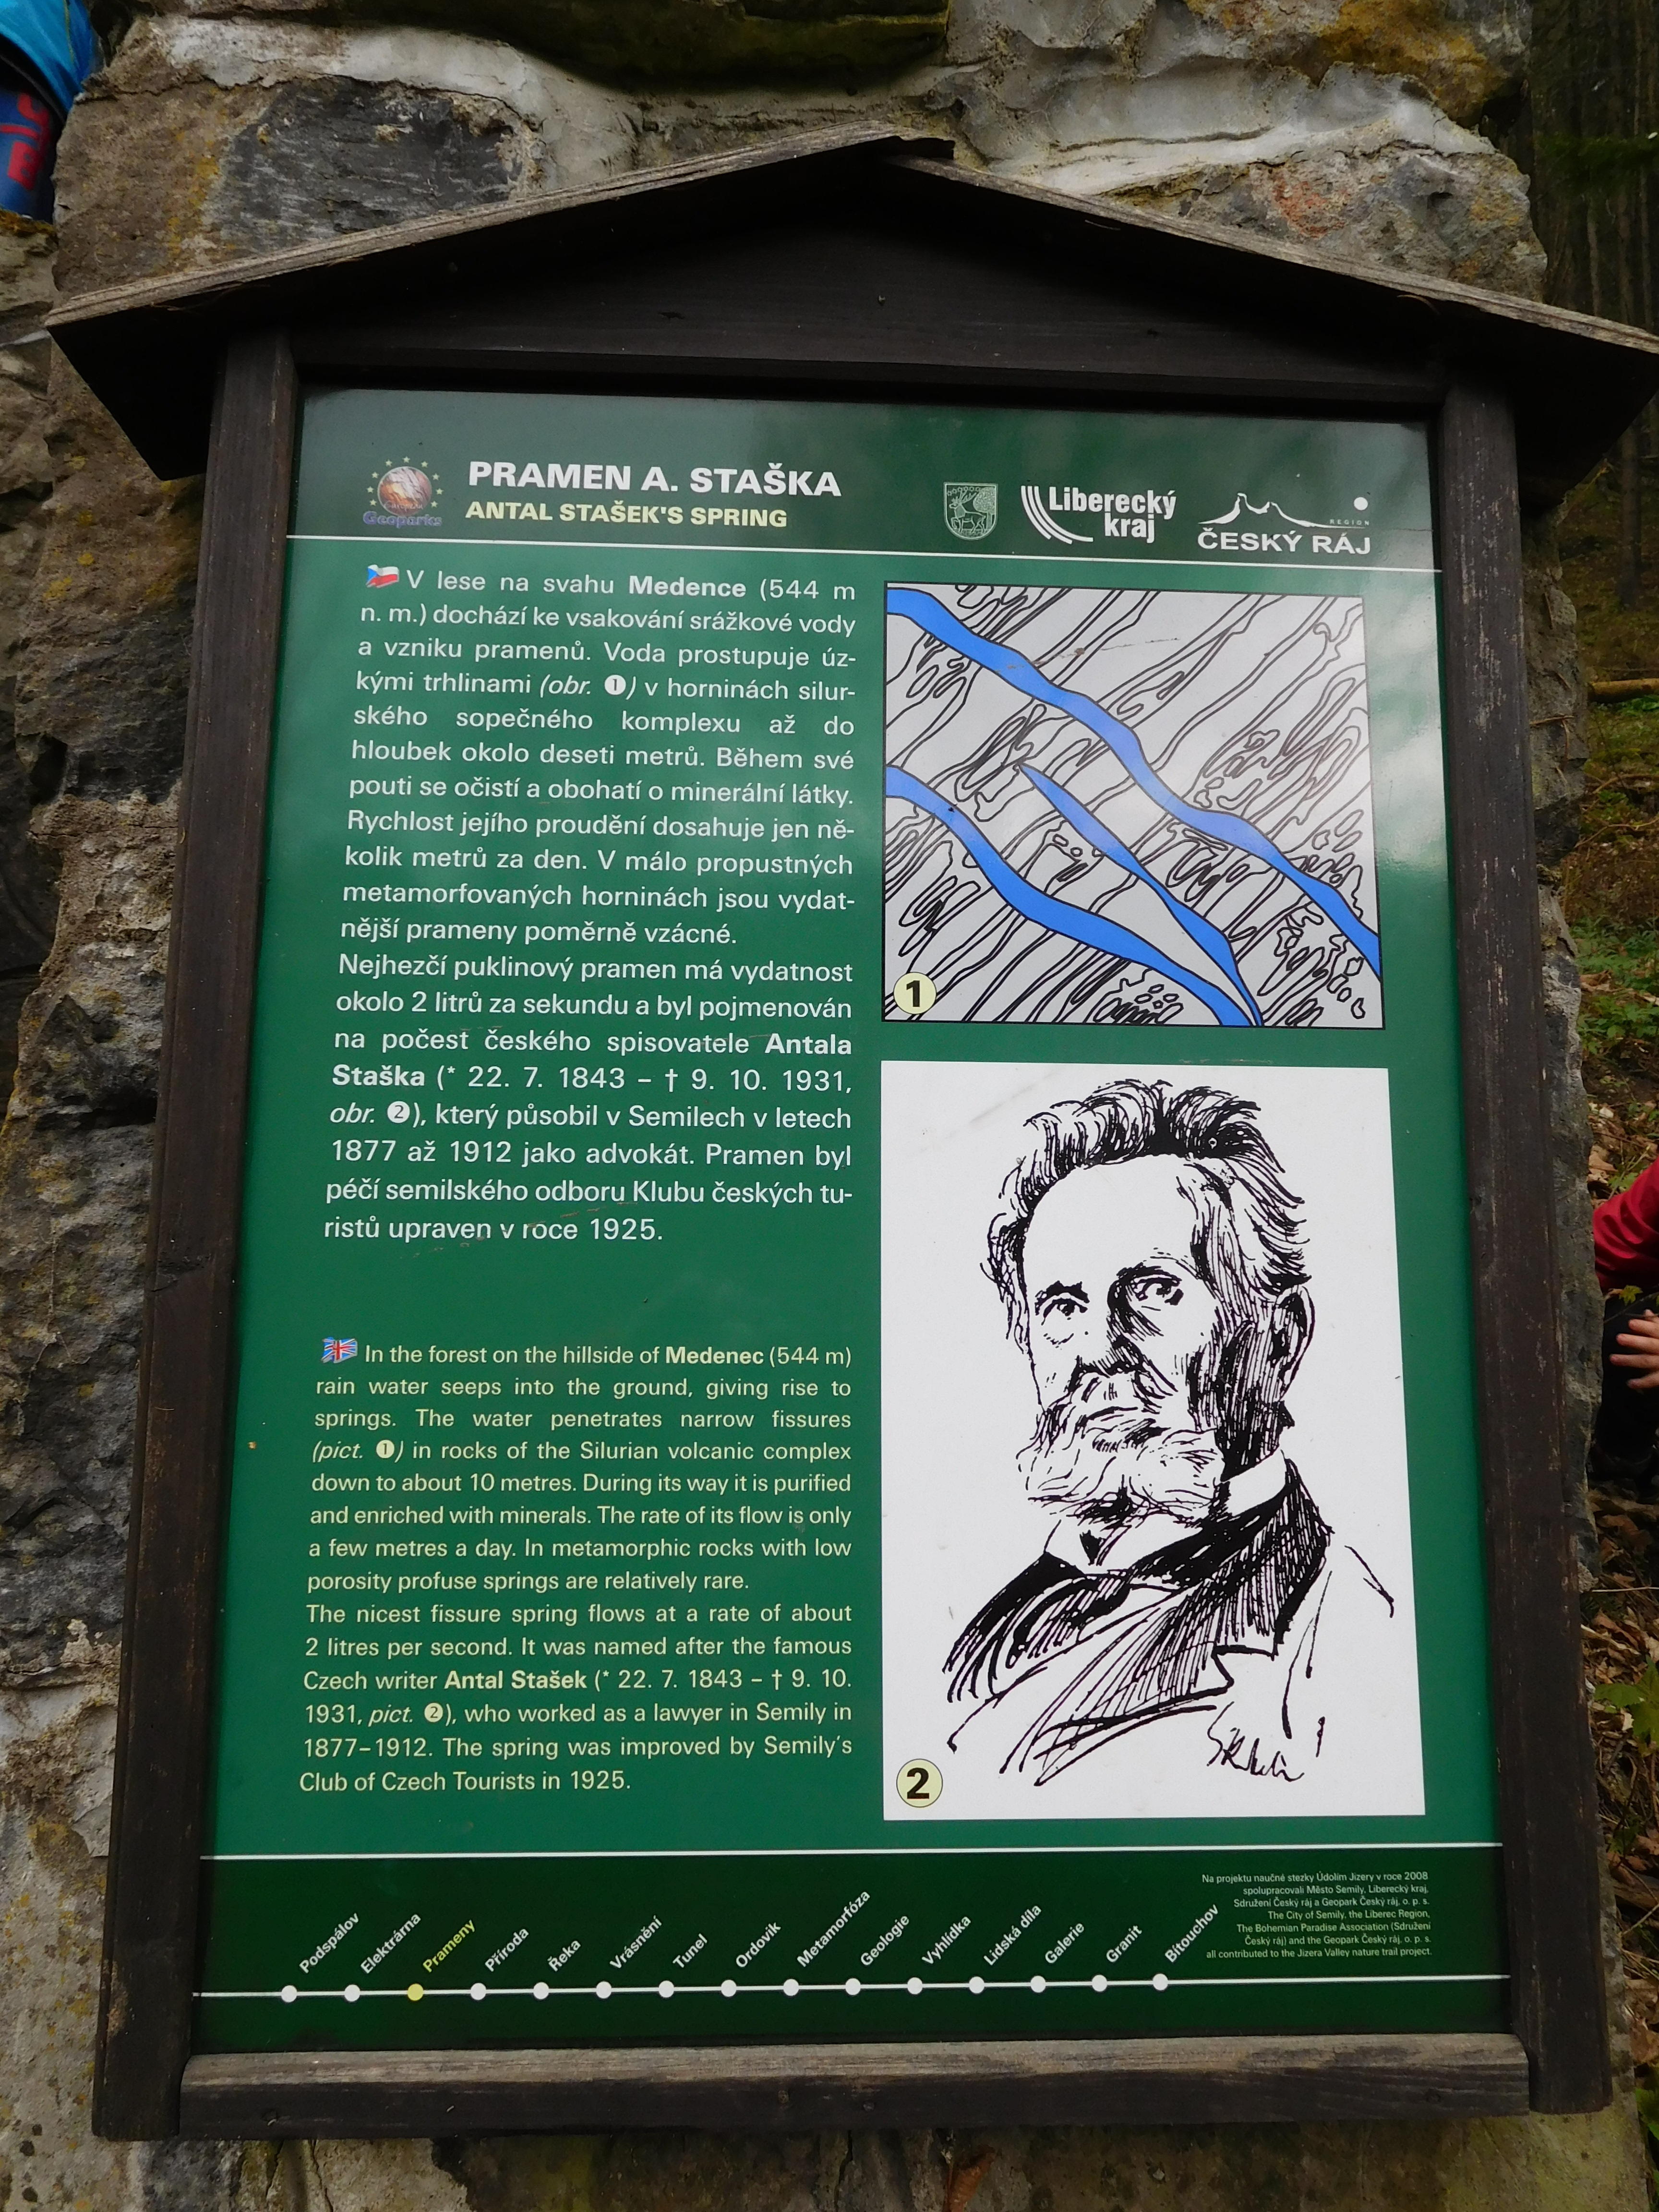 PRAMEN A. STAŠKA
ANTAL STAŠEK'S SPRING
Geoparks
Liberecký
kraj
REGION
ČESKÝ RÁJ
V lese na svahu Medence (544 m
n. m.) dochází ke vsakování srážkové vody
a vzniku pramenů. Voda prostupuje úz-
kými trhlinami (obr. ❶) v horninách silur-
ského sopečného komplexu až do
hloubek okolo deseti metrů. Během své
pouti se očistí a obohatí o minerální látky.
Rychlost jejího proudění dosahuje jen ně-
kolik metrů za den. V málo propustných
metamorfovaných horninách jsou vydat-
nější prameny poměrně vzácné.
Nejhezčí puklinový pramen má vydatnost
okolo 2 litrů za sekundu a byl pojmenován
na počest českého spisovatele Antala
Staška (* 22. 7. 1843 – † 9. 10. 1931,
obr. ❷), který působil v Semilech v letech
1877 až 1912 jako advokát. Pramen byl
péčí semilského odboru Klubu českých tu-
ristů upraven v roce 1925.
In the forest on the hillside of Medenec (544 m)
rain water seeps into the ground, giving rise to
springs. The water penetrates narrow fissures
(pict. ❶) in rocks of the Silurian volcanic complex
down to about 10 metres. During its way it is purified
and enriched with minerals. The rate of its flow is only
a few metres a day. In metamorphic rocks with low
porosity profuse springs are relatively rare.
The nicest fissure spring flows at a rate of about
2 litres per second. It was named after the famous
Czech writer Antal Stašek (* 22. 7. 1843 – † 9. 10.
1931, pict. ❷), who worked as a lawyer in Semily in
1877–1912. The spring was improved by Semily's
Club of Czech Tourists in 1925.
1
2
Podspálov
Elektrárna
Prameny
Příroda
Řeka
Vrásnění
Tunel
Ordovik
Metamorfóza
Geologie
Vyhlídka
Lidská díla
Galerie
Granit
Bítouchov
Na projektu naučné stezky Údolím Jizery v roce 2008
spolupracovali Město Semily, Liberecký kraj,
Sdružení Český ráj a Geopark Český ráj, o. p. s.
The City of Semily, the Liberec Region,
The Bohemian Paradise Association (Sdružení
Český ráj) and the Geopark Český ráj, o. p. s.
all contributed to the Jizera Valley nature trail project.